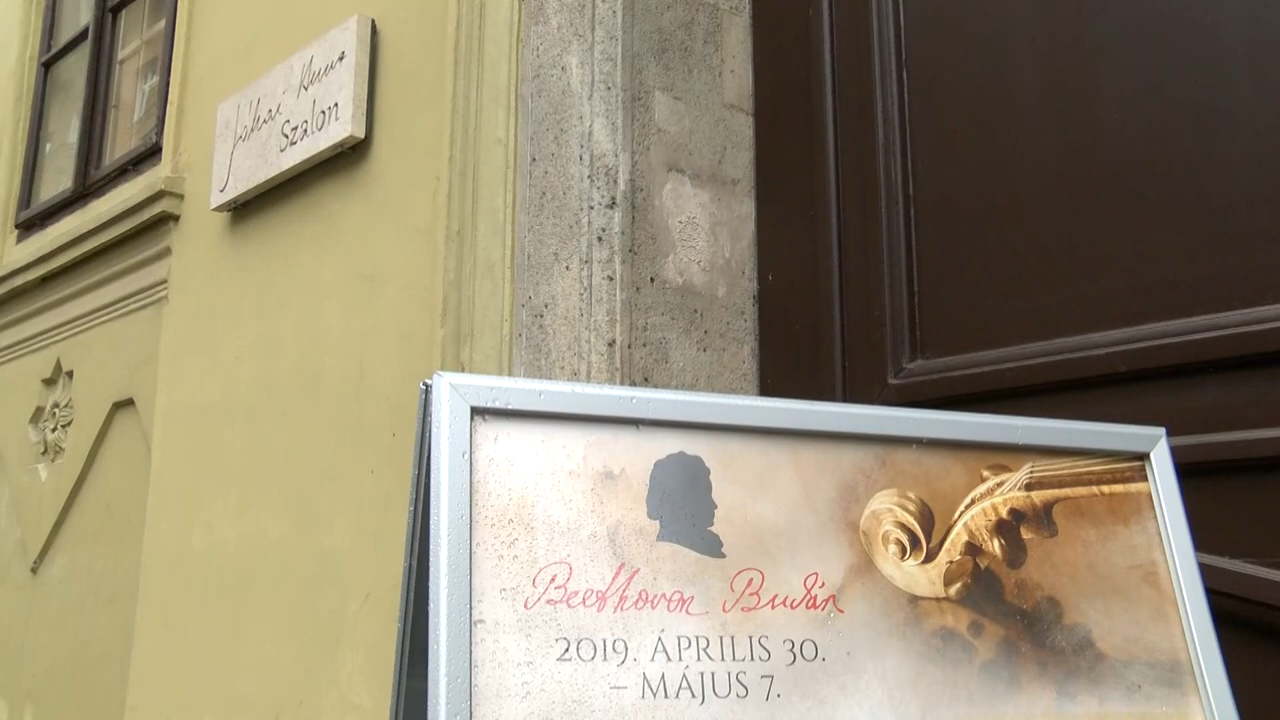 Jókai Anna
Szalon
Beethoven Budán
2019. ÁPRILIS 30.
– MÁJUS 7.